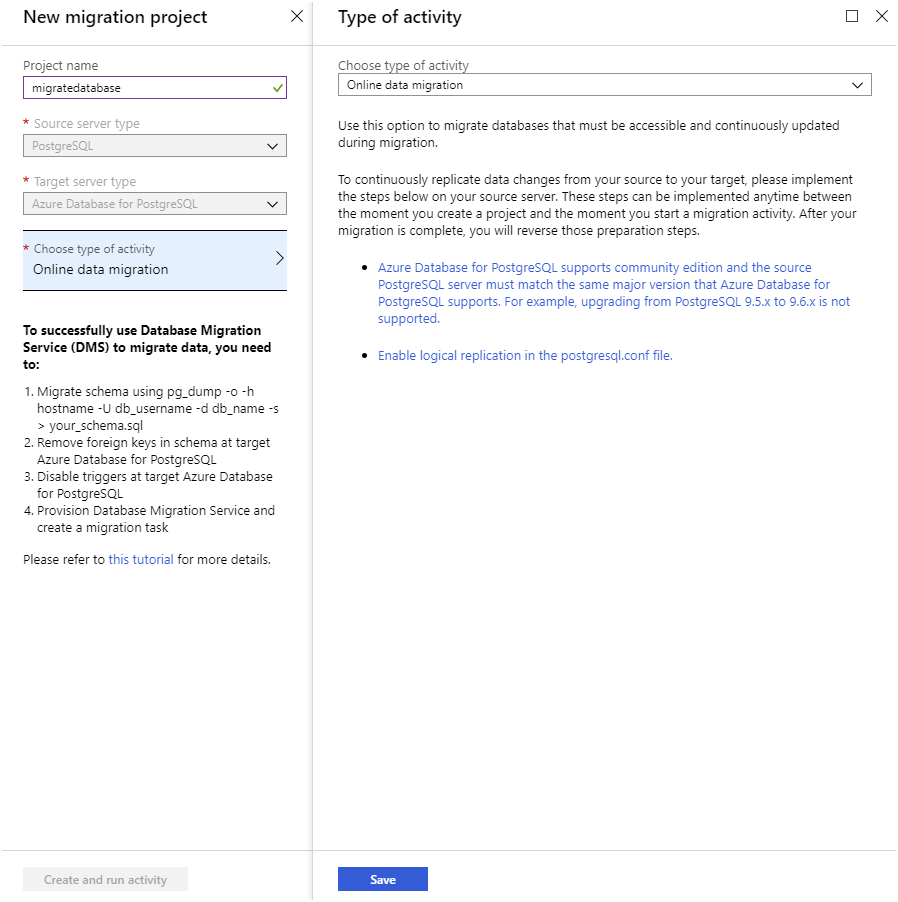 New migration project
Project name
migratedatabase
* Source server type
PostgreSQL
* Target server type
Azure Database for PostgreSQL
* Choose type of activity
Online data migration
To successfully use Database Migration
Service (DMS) to migrate data, you need
to:
1. Migrate schema using pg_dump -o -h
hostname -U db_username -d db_name -s
> your_schema.sql
2. Remove foreign keys in schema at target
Azure Database for PostgreSQL
3. Disable triggers at target Azure Database
for PostgreSQL
4. Provision Database Migration Service and
create a migration task
Please refer to this tutorial for more details.
Create and run activity
Type of activity
Choose type of activity
Online data migration
Use this option to migrate databases that must be accessible and continuously updated
during migration.
To continuously replicate data changes from your source to your target, please implement
the steps below on your source server. These steps can be implemented anytime between
the moment you create a project and the moment you start a migration activity. After your
migration is complete, you will reverse those preparation steps.
• Azure Database for PostgreSQL supports community edition and the source
PostgreSQL server must match the same major version that Azure Database for
PostgreSQL supports. For example, upgrading from PostgreSQL 9.5.x to 9.6.x is not
supported.
• Enable logical replication in the postgresql.conf file.
Save